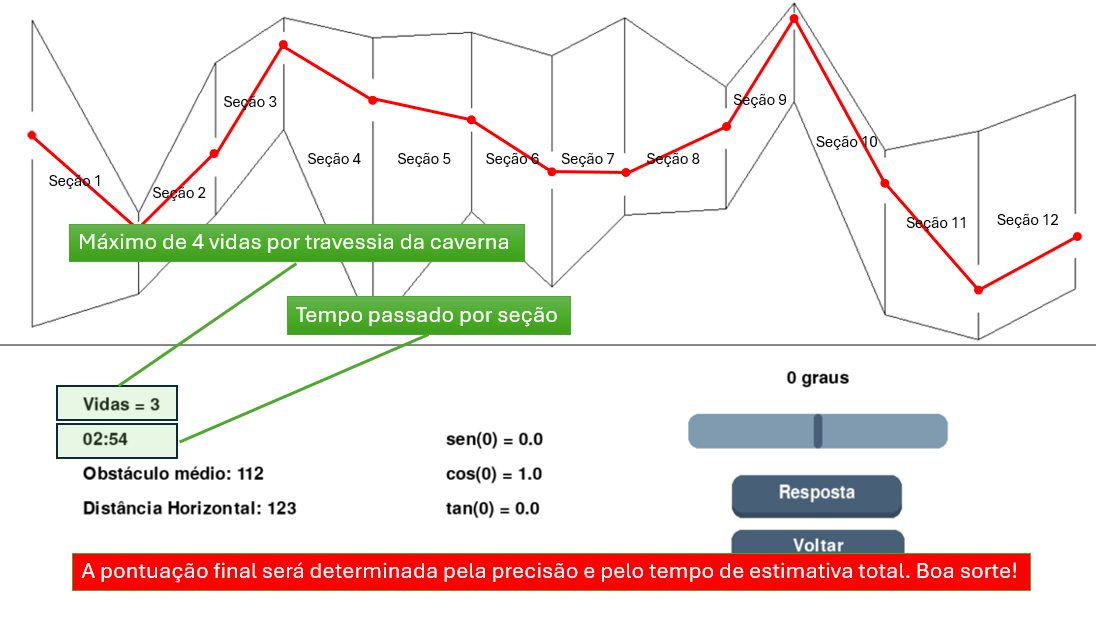 Seção 1
Seção 2
Seção 3
Seção 4
Seção 5
Seção 6
Seção 7
Seção 8
Seção 9
Seção 10
Seção 11
Seção 12
Máximo de 4 vidas por travessia da caverna
Tempo passado por seção
Vidas = 3
02:54
Obstáculo médio: 112
Distância Horizontal: 123
sen(0) = 0.0
cos(0) = 1.0
tan(0) = 0.0
0 graus
Resposta
Voltar
A pontuação final será determinada pela precisão e pelo tempo de estimativa total. Boa sorte!